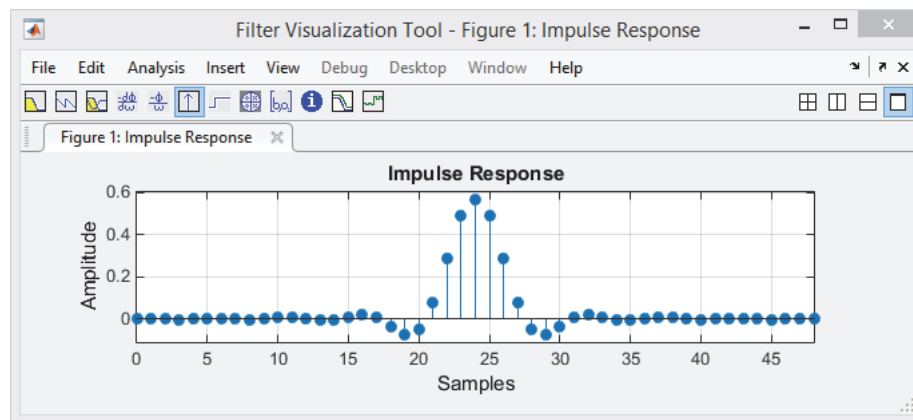 Filter Visualization Tool - Figure 1: Impulse Response
File Edit Analysis Insert View Debug Desktop Window Help
[b,a]
Figure 1: Impulse Response
Impulse Response
0.6
0.4
0.2
0
Amplitude
0 5 10 15 20 25 30 35 40 45
Samples